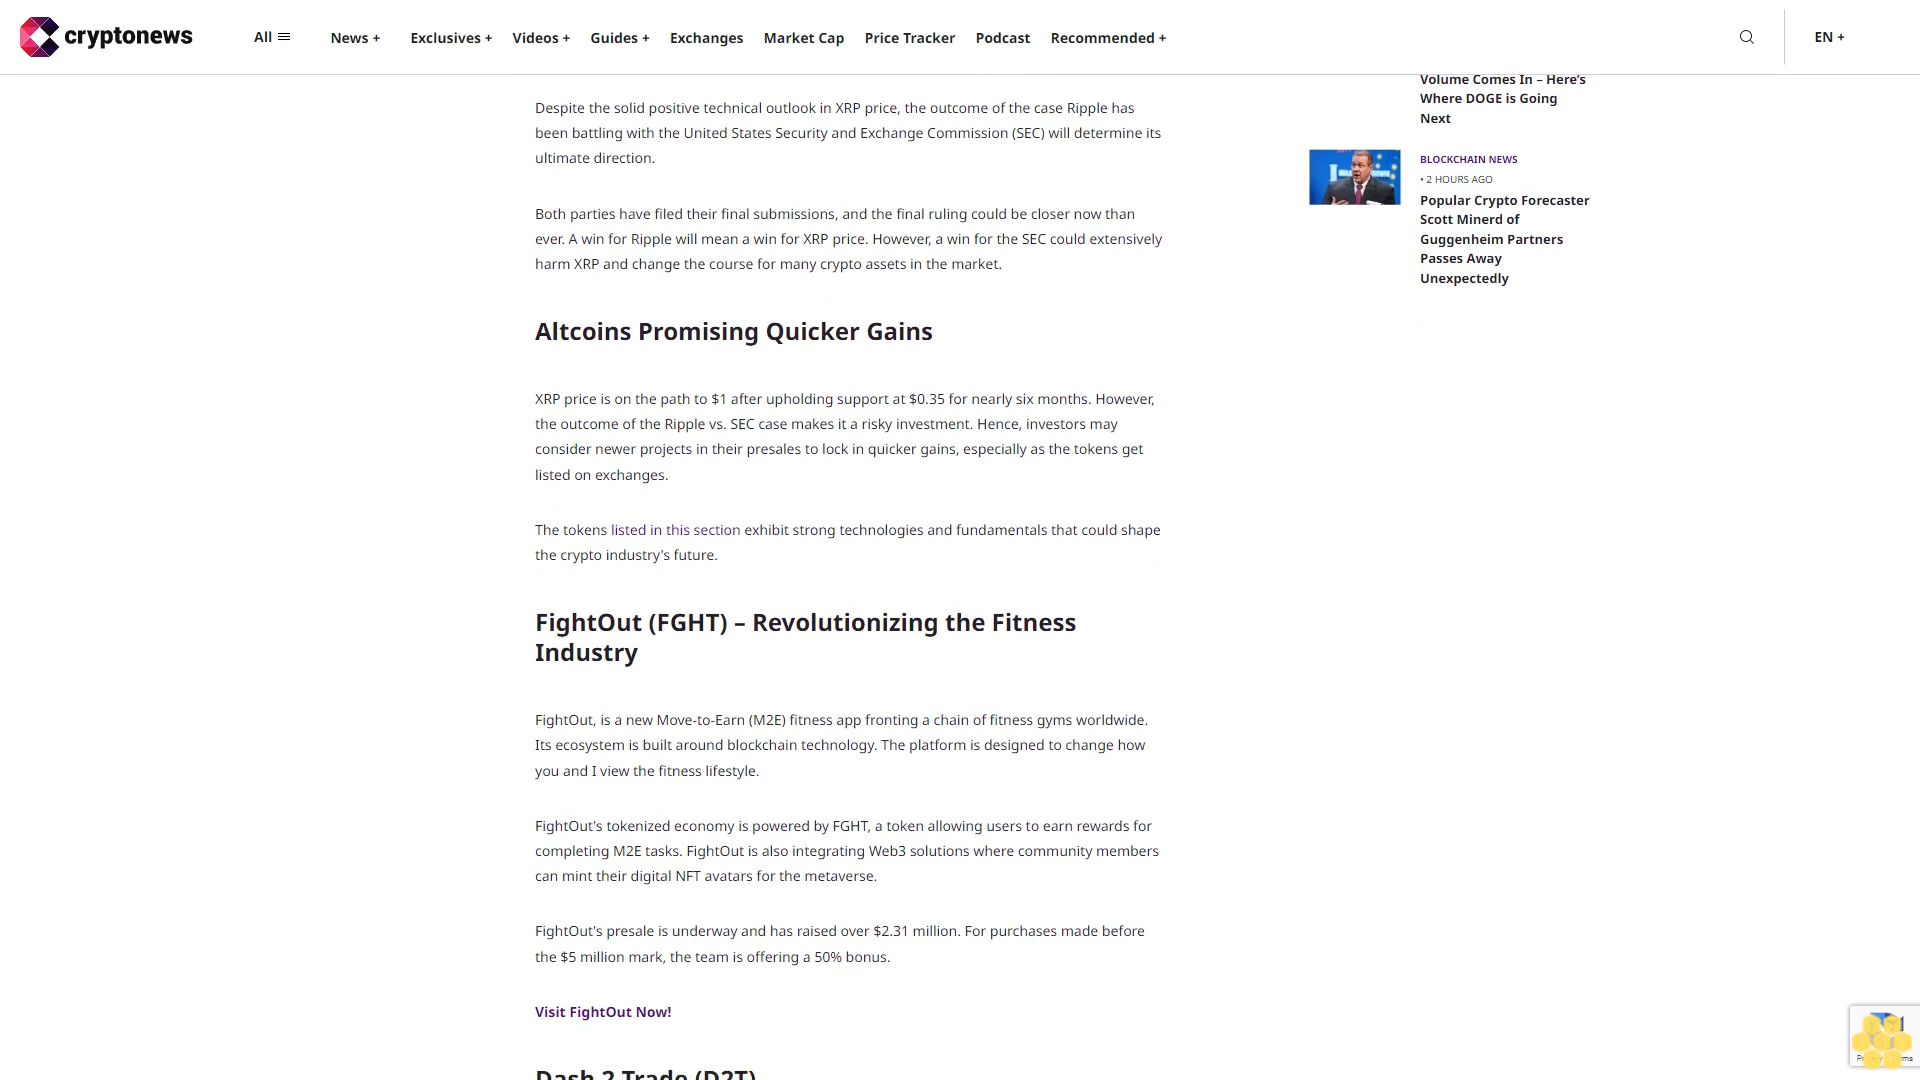 cryptonews
All
News +
Exclusives +
Videos +
Guides +
Exchanges
Market Cap
Price Tracker
Podcast
Recommended +
EN +
Despite the solid positive technical outlook in XRP price, the outcome of the case Ripple has
been battling with the United States Security and Exchange Commission (SEC) will determine its
ultimate direction.
Both parties have filed their final submissions, and the final ruling could be closer now than
ever. A win for Ripple will mean a win for XRP price. However, a win for the SEC could extensively
harm XRP and change the course for many crypto assets in the market.
Altcoins Promising Quicker Gains
XRP price is on the path to $1 after upholding support at $0.35 for nearly six months. However,
the outcome of the Ripple vs. SEC case makes it a risky investment. Hence, investors may
consider newer projects in their presales to lock in quicker gains, especially as the tokens get
listed on exchanges.
The tokens listed in this section exhibit strong technologies and fundamentals that could shape
the crypto industry's future.
FightOut (FGHT) – Revolutionizing the Fitness
Industry
FightOut, is a new Move-to-Earn (M2E) fitness app fronting a chain of fitness gyms worldwide.
Its ecosystem is built around blockchain technology. The platform is designed to change how
you and I view the fitness lifestyle.
FightOut's tokenized economy is powered by FGHT, a token allowing users to earn rewards for
completing M2E tasks. FightOut is also integrating Web3 solutions where community members
can mint their digital NFT avatars for the metaverse.
FightOut's presale is underway and has raised over $2.31 million. For purchases made before
the $5 million mark, the team is offering a 50% bonus.
Visit FightOut Now!
Dash 2 Trade (D2T)
Volume Comes In – Here's
Where DOGE is Going
Next
BLOCKCHAIN NEWS
• 2 HOURS AGO
Popular Crypto Forecaster
Scott Minerd of
Guggenheim Partners
Passes Away
Unexpectedly